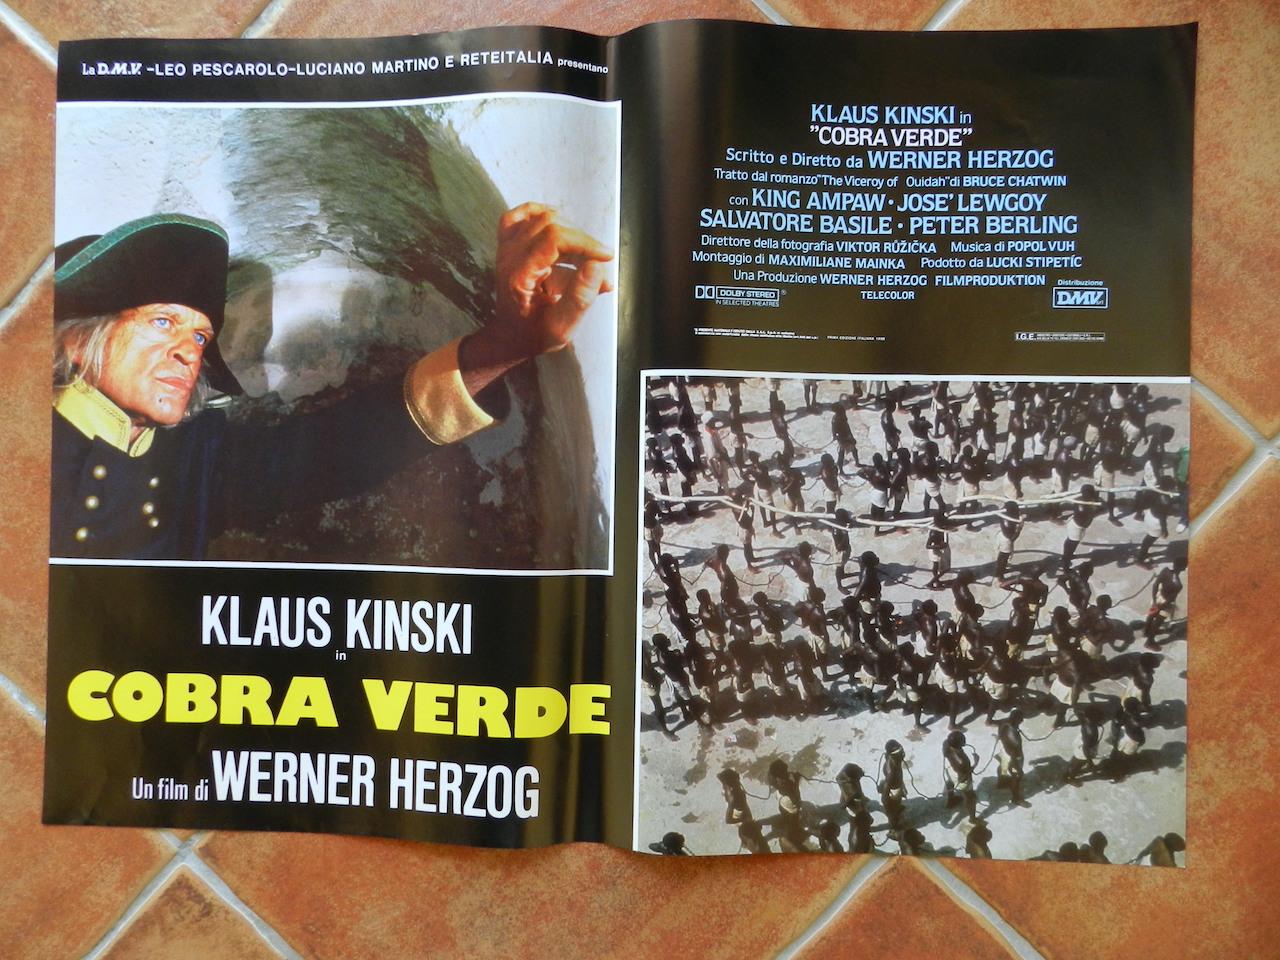 La D.M.V. -LEO PESCAROLO-LUCIANO MARTINO E RETEITALIA presentano
KLAUS KINSKI
in
COBRA VERDE
Un film di WERNER HERZOG
KLAUS KINSKI in
"COBRA VERDE"
Scritto e Diretto da WERNER HERZOG
Tratto dal romanzo "The Viceroy of Ouidah" di BRUCE CHATWIN
con KING AMPAW • JOSE' LEWGOY
SALVATORE BASILE • PETER BERLING
Direttore della fotografia VIKTOR RŮŽIČKA Musica di POPOL VUH
Montaggio di MAXIMILIANE MAINKA Podotto da LUCKI STIPETÍC
Una Produzione WERNER HERZOG FILMPRODUKTION
DOLBY STEREO ®
IN SELECTED THEATRES
TELECOLOR
Distribuzione
D.M.V. srl
PRIMA EDIZIONE ITALIANA 1988
I.G.E.